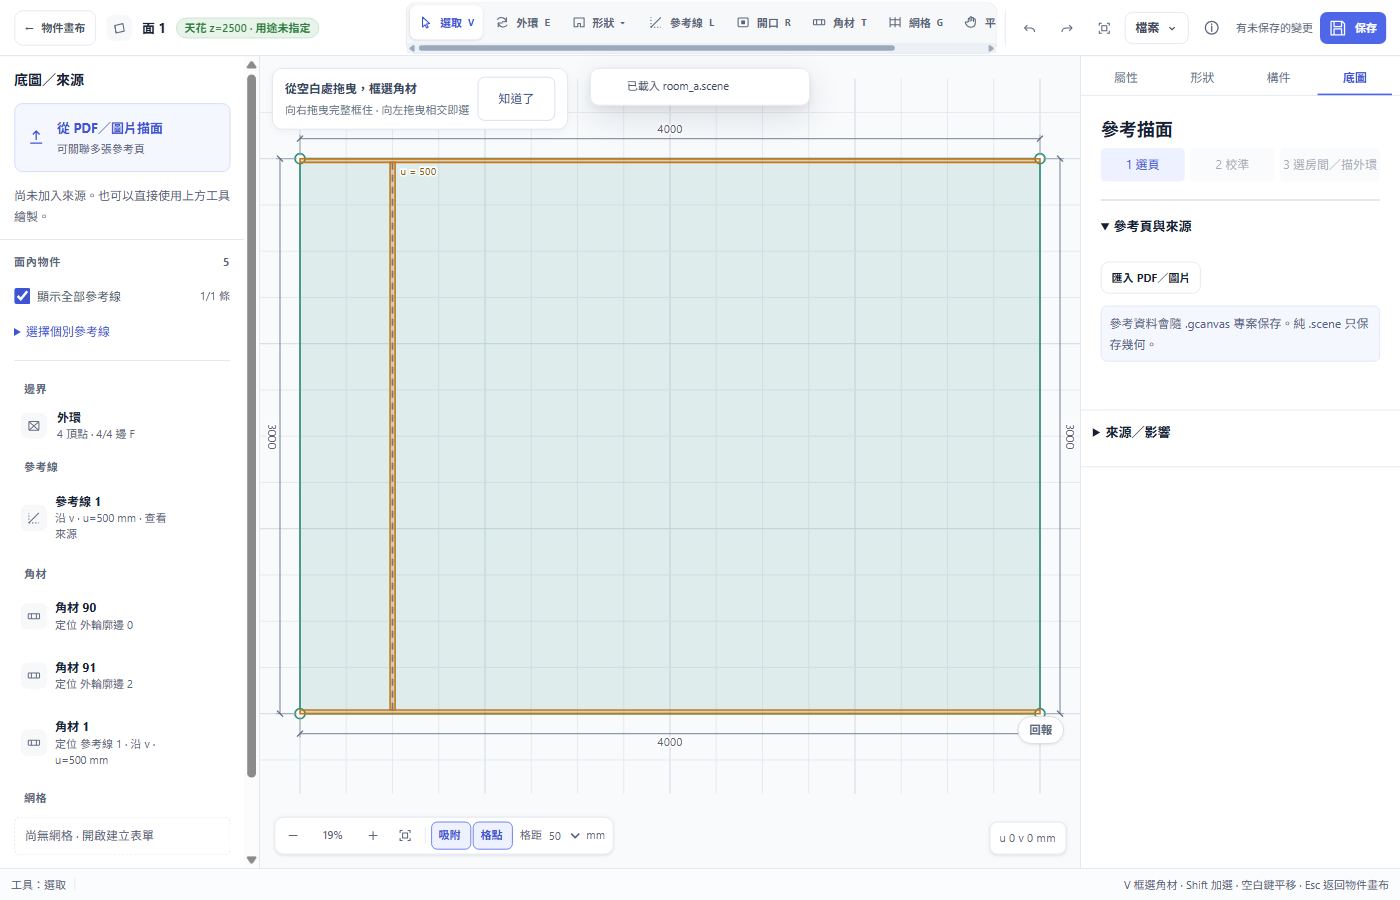 ← 物件畫布
面 1
天花 z=2500 · 用途未指定
選取 V
外環 E
形狀
參考線 L
開口 R
角材 T
網格 G
平
檔案
有未保存的變更
保存
底圖／來源
從 PDF／圖片描面
可關聯多張參考頁
尚未加入來源。也可以直接使用上方工具
繪製。
面內物件 5
顯示全部參考線 1/1 條
選擇個別參考線
邊界
外環
4 頂點 · 4/4 邊 F
參考線
參考線 1
沿 v · u=500 mm · 查看
來源
角材
角材 90
定位 外輪廓邊 0
角材 91
定位 外輪廓邊 2
角材 1
定位 參考線 1 · 沿 v ·
u=500 mm
網格
尚無網格 · 開啟建立表單
從空白處拖曳，框選角材
向右拖曳完整框住 · 向左拖曳相交即選
知道了
已載入 room_a.scene
4000
u = 500
3000
3000
4000
回報
− 19% +
吸附
格點
格距 50 mm
u 0 v 0 mm
屬性
形狀
構件
底圖
參考描面
1 選頁
2 校準
3 選房間／描外環
▼ 參考頁與來源
匯入 PDF／圖片
參考資料會隨 .gcanvas 專案保存。純 .scene 只保
存幾何。
▶ 來源／影響
工具：選取
V 框選角材 · Shift 加選 · 空白鍵平移 · Esc 返回物件畫布